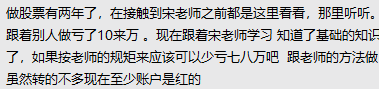 做股票有两年了，在接触到宋老师之前都是这里看看，那里听听。
跟着别人做亏了10来万 。现在跟着宋老师学习 知道了基础的知识
了，如果按老师的规矩来应该可以少亏七八万吧  跟老师的方法做
虽然转的不多现在至少账户是红的